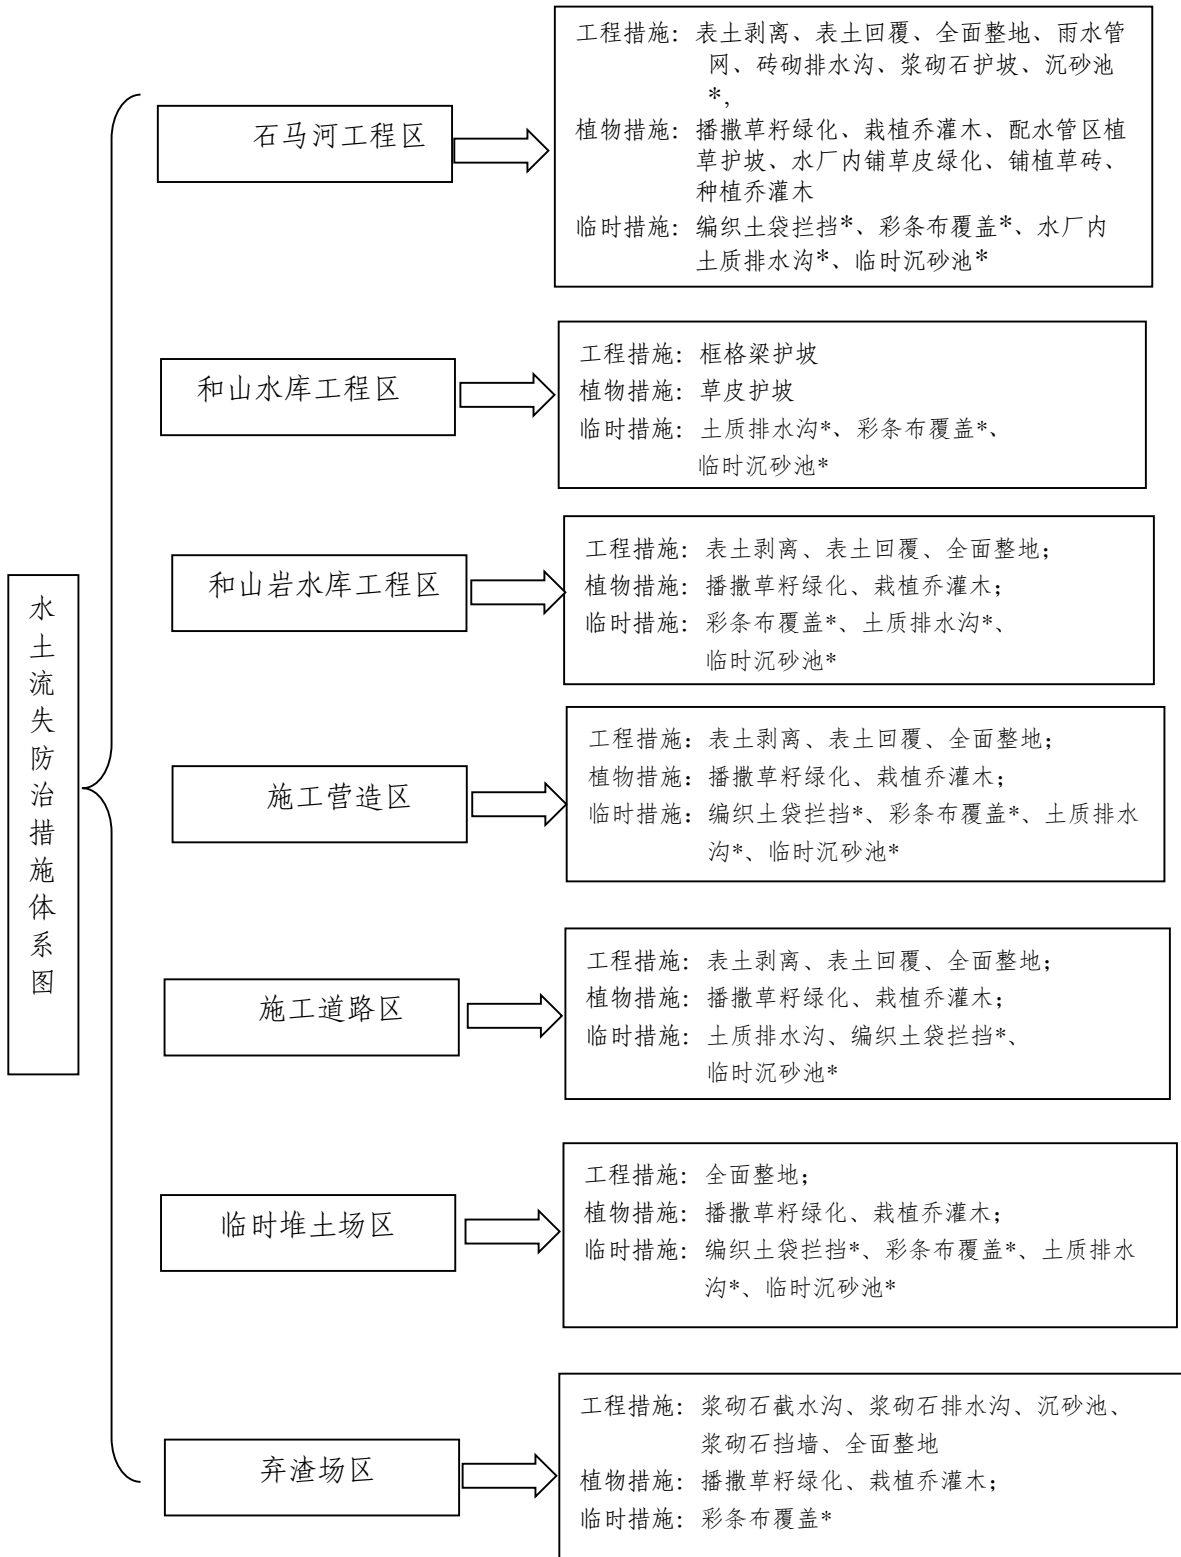 水土流失防治措施体系图
石马河工程区
工程措施：表土剥离、表土回覆、全面整地、雨水管
网、砖砌排水沟、浆砌石护坡、沉砂池
*，
植物措施：播撒草籽绿化、栽植乔灌木、配水管区植
草护坡、水厂内铺草皮绿化、铺植草砖、
种植乔灌木
临时措施：编织土袋拦挡*、彩条布覆盖*、水厂内
土质排水沟*、临时沉砂池*
和山水库工程区
工程措施：框格梁护坡
植物措施：草皮护坡
临时措施：土质排水沟*、彩条布覆盖*、
临时沉砂池*
和山岩水库工程区
工程措施：表土剥离、表土回覆、全面整地；
植物措施：播撒草籽绿化、栽植乔灌木；
临时措施：彩条布覆盖*、土质排水沟*、
临时沉砂池*
施工营造区
工程措施：表土剥离、表土回覆、全面整地；
植物措施：播撒草籽绿化、栽植乔灌木；
临时措施：编织土袋拦挡*、彩条布覆盖*、土质排水
沟*、临时沉砂池*
施工道路区
工程措施：表土剥离、表土回覆、全面整地；
植物措施：播撒草籽绿化、栽植乔灌木；
临时措施：土质排水沟、编织土袋拦挡*、
临时沉砂池*
临时堆土场区
工程措施：全面整地；
植物措施：播撒草籽绿化、栽植乔灌木；
临时措施：编织土袋拦挡*、彩条布覆盖*、土质排水
沟*、临时沉砂池*
弃渣场区
工程措施：浆砌石截水沟、浆砌石排水沟、沉砂池、
浆砌石挡墙、全面整地
植物措施：播撒草籽绿化、栽植乔灌木；
临时措施：彩条布覆盖*